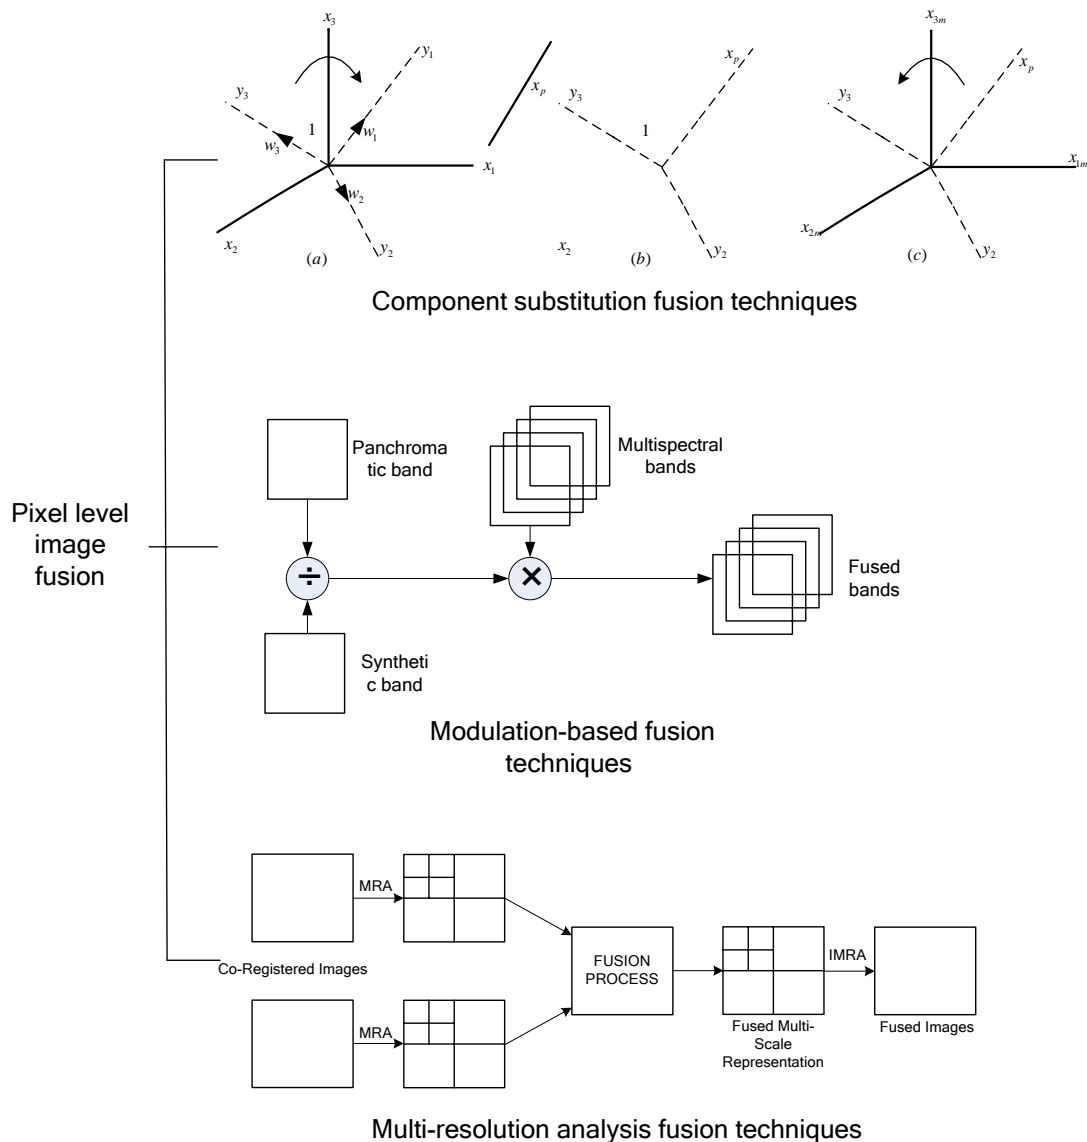 x3
y1
y3
1
w1
w3
x1
w2
x2
y2
(a)
xp
xp
y3
1
x2
y2
(b)
x3m
xp
y3
x1m
x2m
y2
(c)
Component substitution fusion techniques
Pixel level
image
fusion
Panchroma
tic band
Multispectral
bands
÷
×
Fused
bands
Syntheti
c band
Modulation-based fusion
techniques
MRA
Co-Registered Images
MRA
FUSION
PROCESS
IMRA
Fused Multi-
Scale
Representation
Fused Images
Multi-resolution analysis fusion techniques